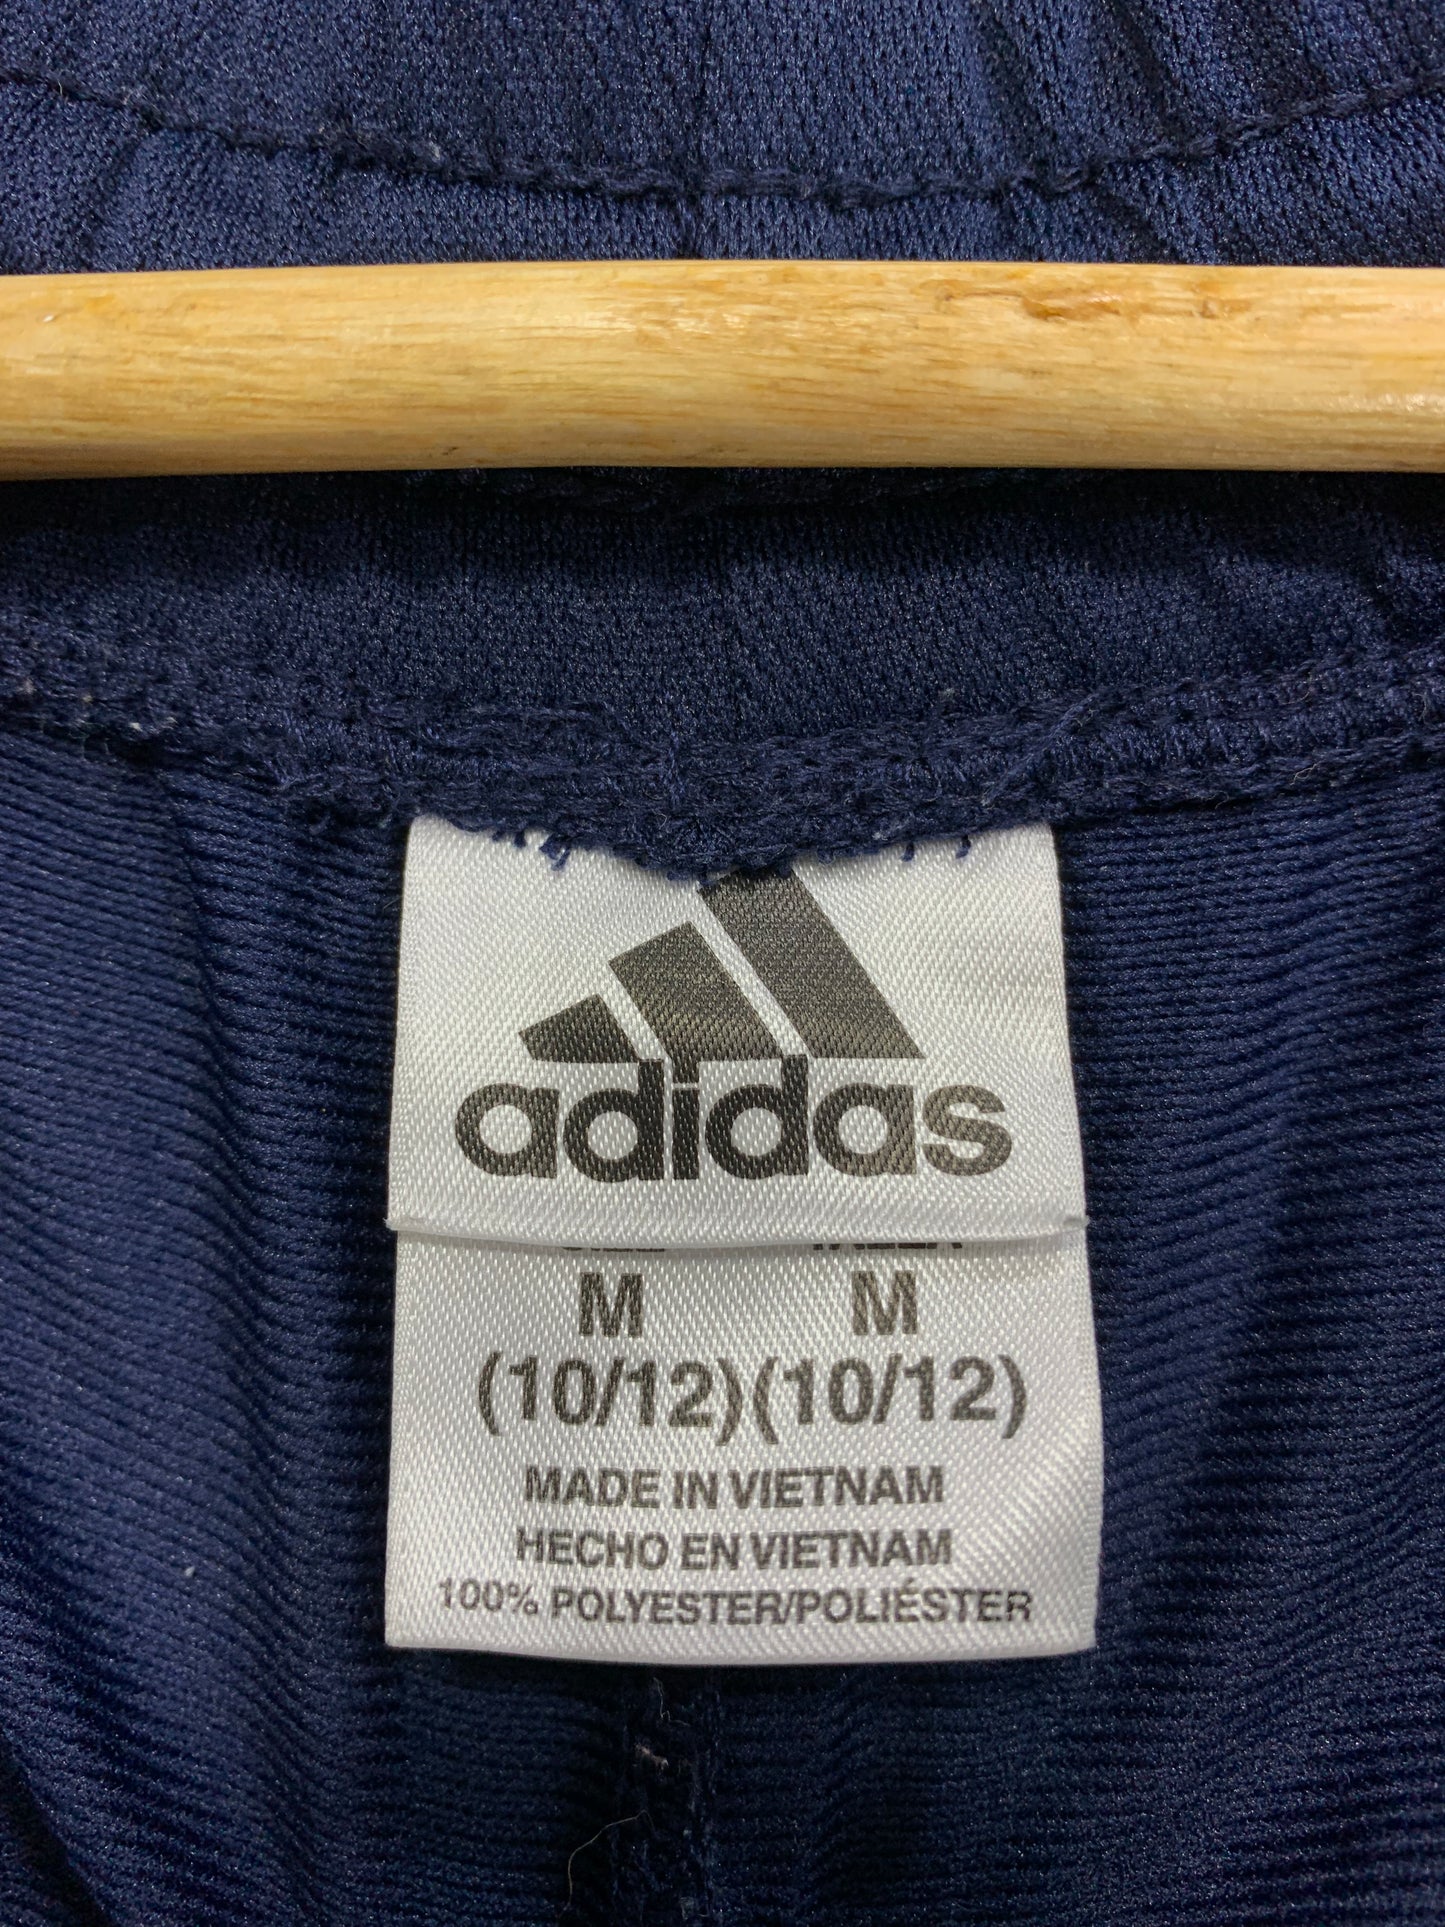 adidas
M M
(10/12) (10/12)
MADE IN VIETNAM
HECHO EN VIETNAM
100% POLYESTER/POLIÉSTER